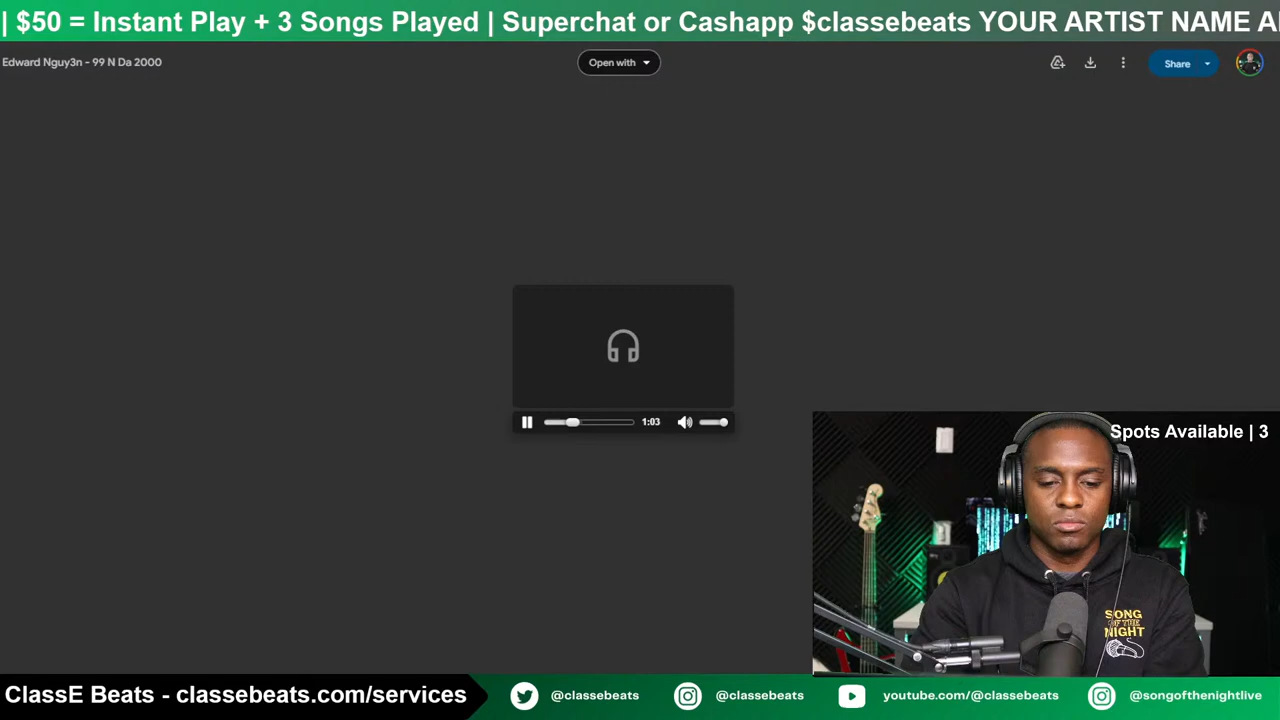 | $50 = Instant Play + 3 Songs Played | Superchat or Cashapp $classebeats YOUR ARTIST NAME A
Edward Nguy3n - 99 N Da 2000
Open with
Share
1:03
Spots Available | 3
SONG
OF THE
NIGHT
ClassE Beats - classebeats.com/services
@classebeats
@classebeats
youtube.com/@classebeats
@songofthenightlive